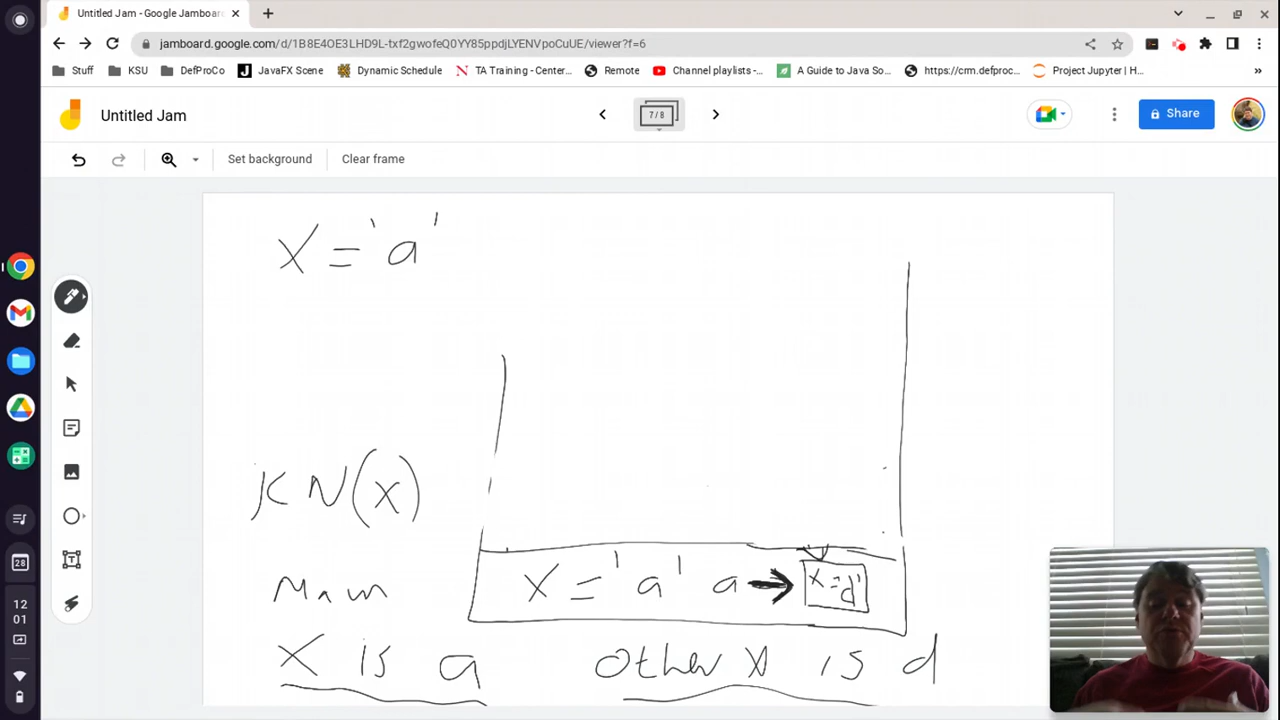 Untitled Jam - Google Jamboar
jamboard.google.com/d/1B8E4OE3LHD9L-txf2gwofeQ0YY85ppdjLYENVpoCuUE/viewer?f=6
Stuff KSU DefProCo JavaFX Scene Dynamic Schedule TA Training - Center... Remote Channel playlists -... A Guide to Java So... https://crm.defproc... Project Jupyter | H... »
Untitled Jam 7/8 Share
Set background Clear frame
X = 'a'
KN(x)
Main X = 'a' a → x = 'd'
X is a other X is d
28
12
01